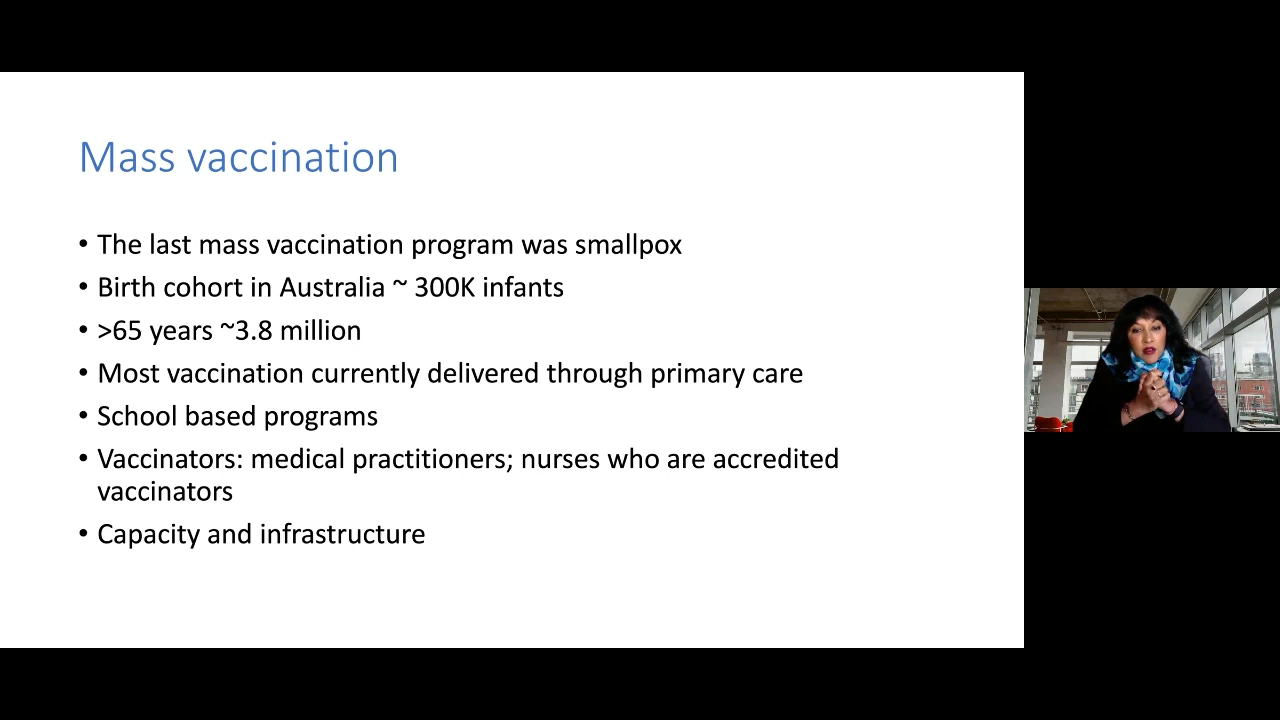 Mass vaccination
• The last mass vaccination program was smallpox
• Birth cohort in Australia ~ 300K infants
• >65 years ~3.8 million
• Most vaccination currently delivered through primary care
• School based programs
• Vaccinators: medical practitioners; nurses who are accredited
vaccinators
• Capacity and infrastructure